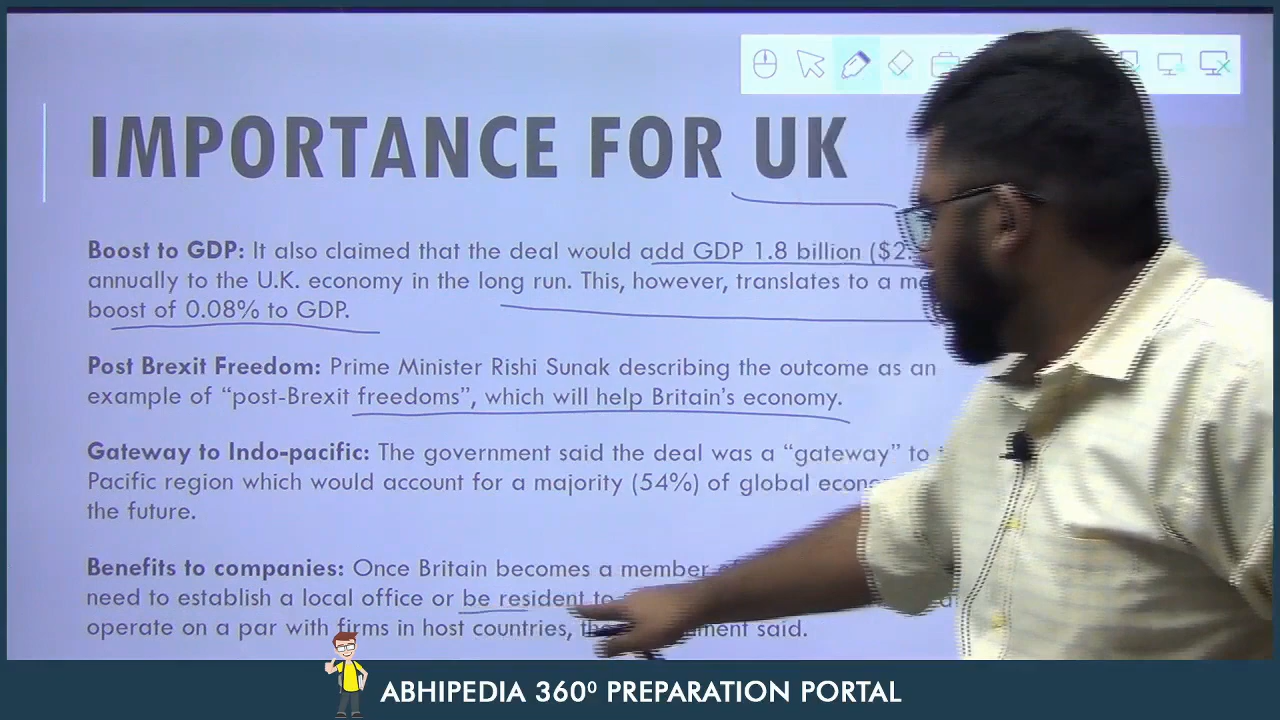 IMPORTANCE FOR UK
Boost to GDP: It also claimed that the deal would add GDP 1.8 billion ($2.
annually to the U.K. economy in the long run. This, however, translates to a
boost of 0.08% to GDP.
Post Brexit Freedom: Prime Minister Rishi Sunak describing the outcome as an
example of “post-Brexit freedoms”, which will help Britain’s economy.
Gateway to Indo-pacific: The government said the deal was a “gateway” to
Pacific region which would account for a majority (54%) of global
the future.
Benefits to companies: Once Britain becomes a member
need to establish a local office or be resident to
operate on a par with firms in host countries, said.
ABHIPEDIA 360⁰ PREPARATION PORTAL